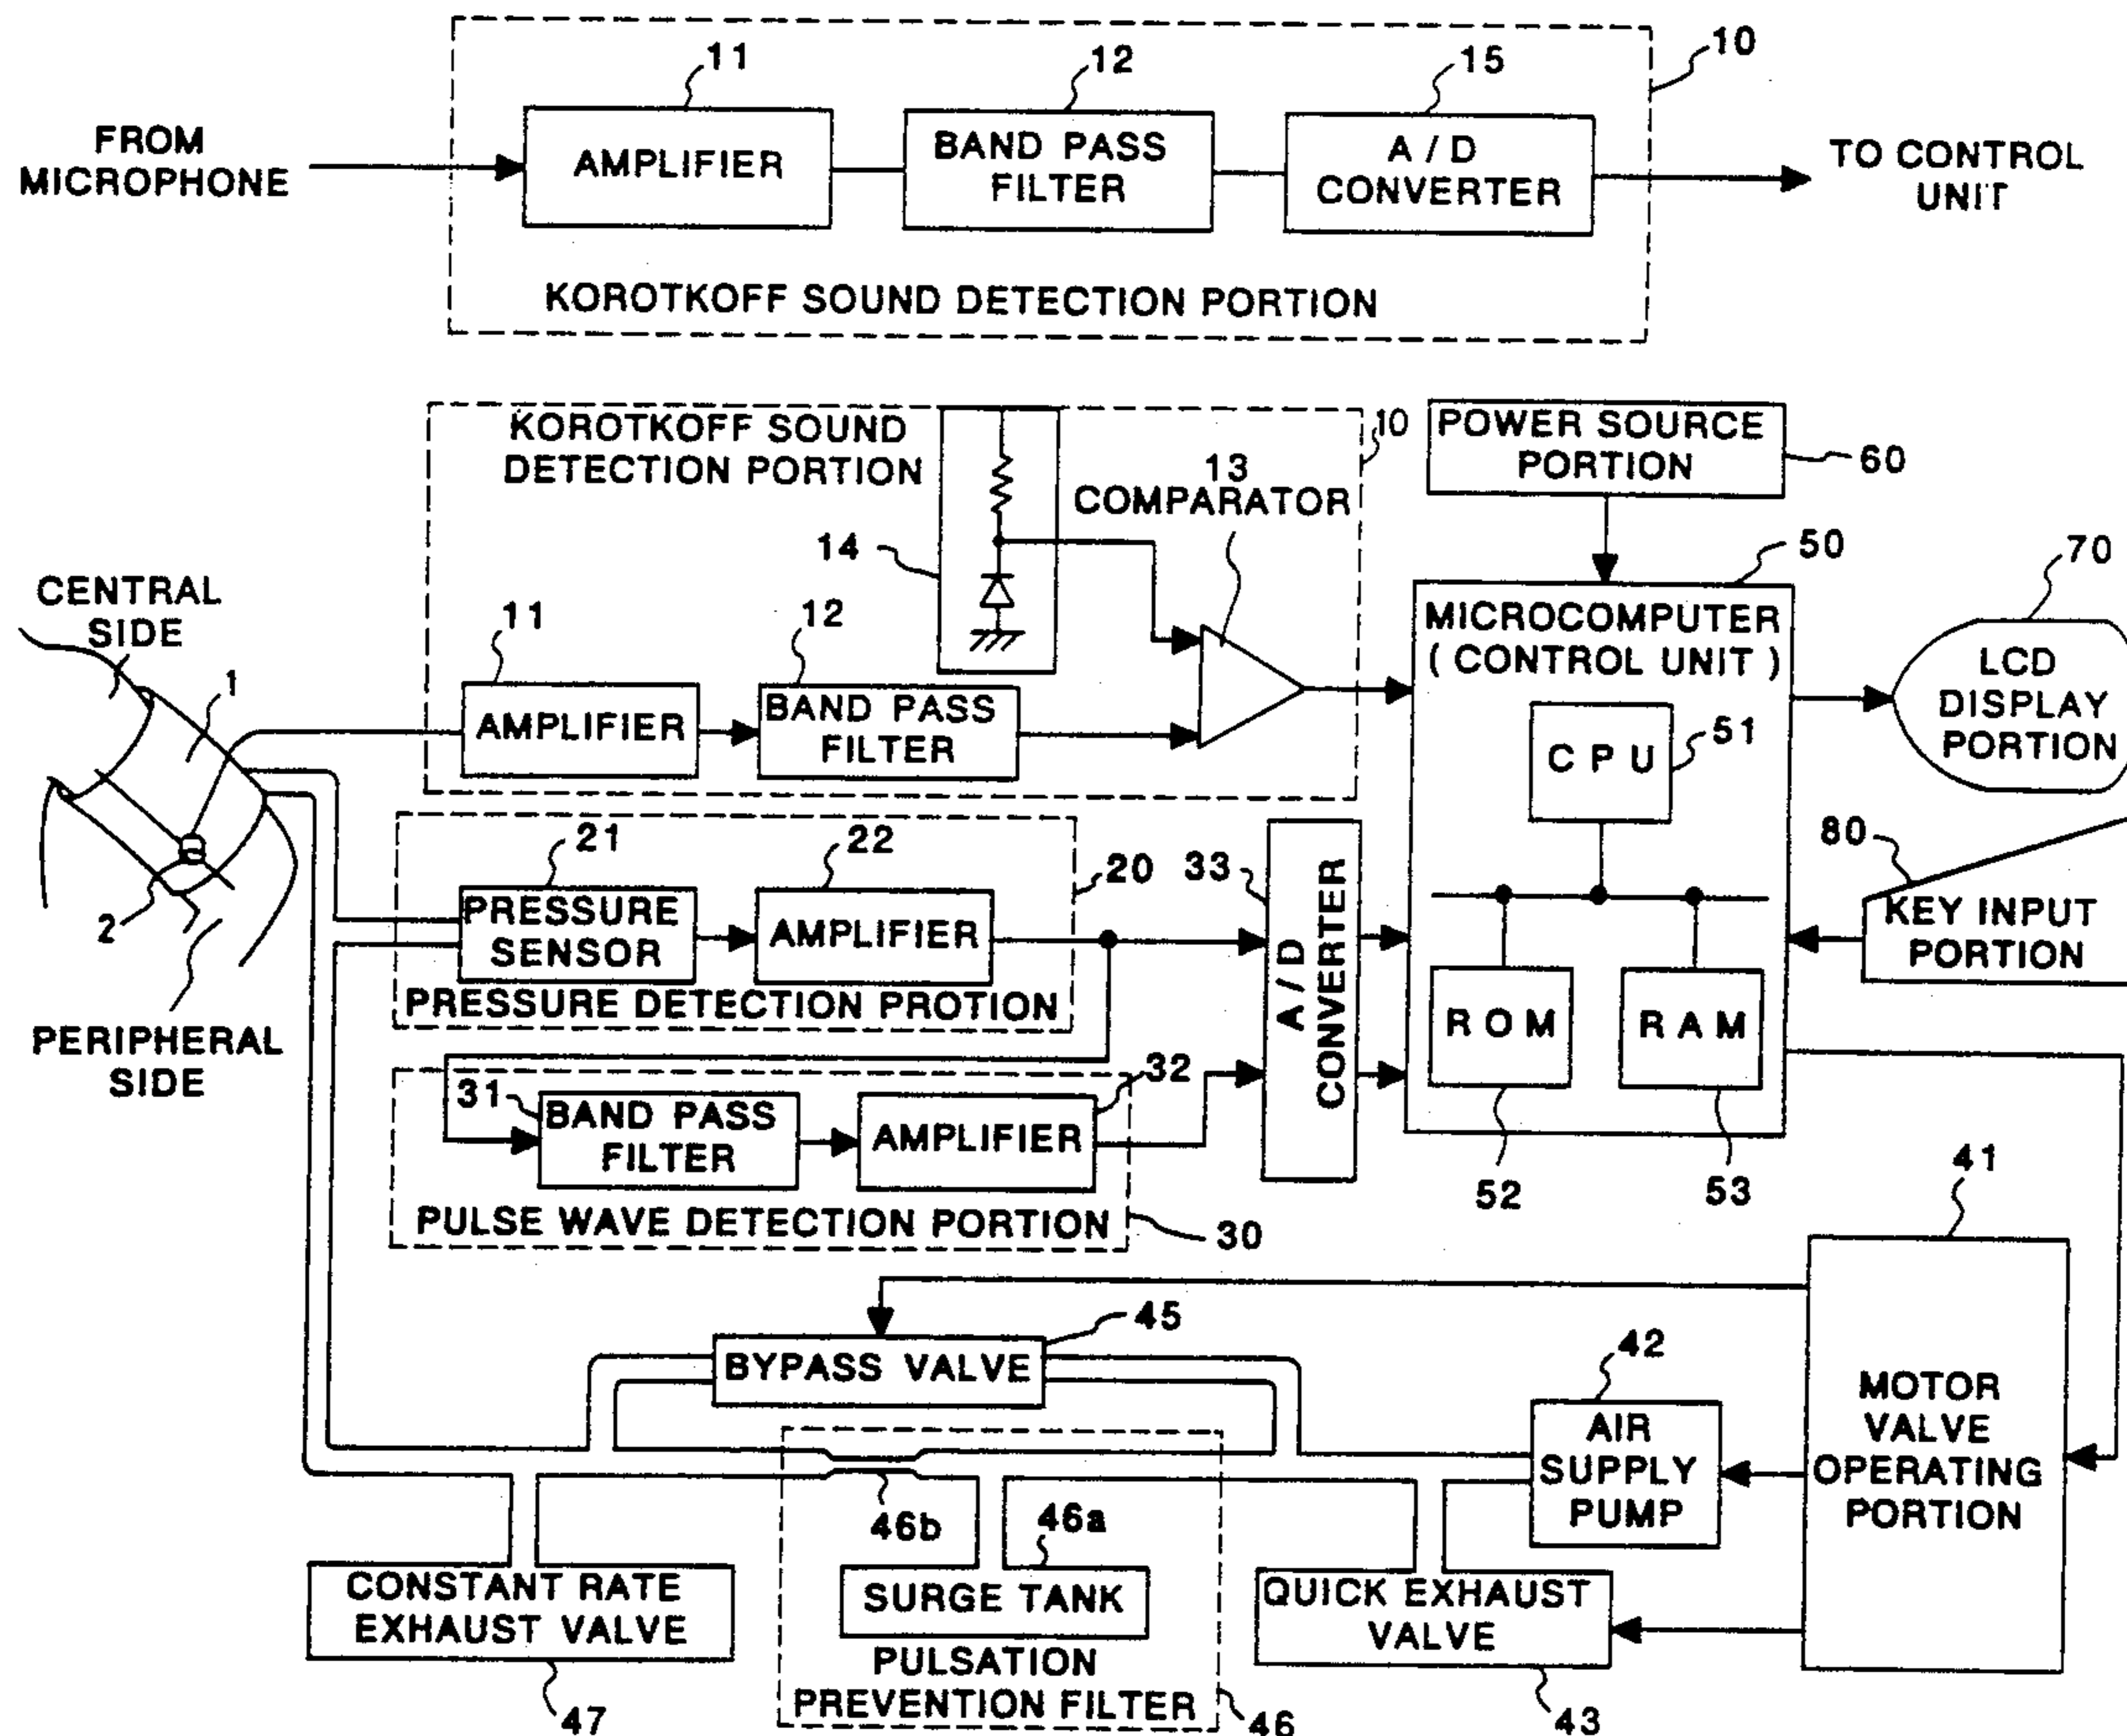 11
12
15
10
FROM
MICROPHONE
AMPLIFIER
BAND PASS
FILTER
A / D
CONVERTER
TO CONTROL
UNIT
KOROTKOFF SOUND DETECTION PORTION
KOROTKOFF SOUND
DETECTION PORTION
10
13
COMPARATOR
14
11
12
AMPLIFIER
BAND PASS
FILTER
POWER SOURCE
PORTION
60
50
70
MICROCOMPUTER
( CONTROL UNIT )
LCD
DISPLAY
PORTION
CPU
51
CENTRAL
SIDE
1
2
PERIPHERAL
SIDE
21
22
20
33
PRESSURE
SENSOR
AMPLIFIER
PRESSURE DETECTION PROTION
A / D
CONVERTER
80
KEY INPUT
PORTION
ROM
RAM
52
53
31
32
BAND PASS
FILTER
AMPLIFIER
PULSE WAVE DETECTION PORTION
30
41
45
BYPASS VALVE
42
AIR
SUPPLY
PUMP
MOTOR
VALVE
OPERATING
PORTION
46b
46a
CONSTANT RATE
EXHAUST VALVE
SURGE TANK
QUICK EXHAUST
VALVE
PULSATION
PREVENTION FILTER
47
46
43